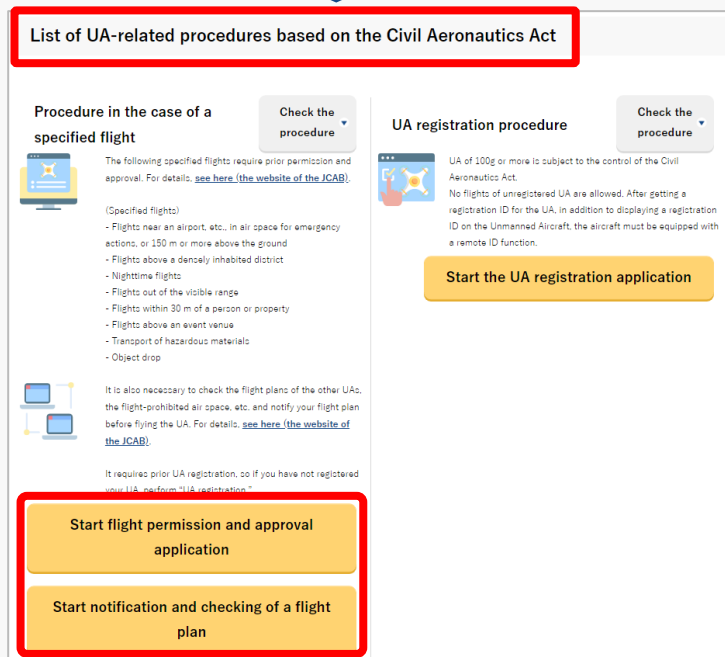 List of UA-related procedures based on the Civil Aeronautics Act
Procedure in the case of a
specified flight
Check the
procedure
The following specified flights require prior permission and
approval. For details, see here (the website of the JCAB).
(Specified flights)
- Flights near an airport, etc., in air space for emergency
actions, or 150 m or more above the ground
- Flights above a densely inhabited district
- Nighttime flights
- Flights out of the visible range
- Flights within 30 m of a person or property
- Flights above an event venue
- Transport of hazardous materials
- Object drop
It is also necessary to check the flight plans of the other UAs,
the flight-prohibited air space, etc. and notify your flight plan
before flying the UA. For details, see here (the website of
the JCAB).
It requires prior UA registration, so if you have not registered
your UA, perform "UA registration."
Start flight permission and approval
application
Start notification and checking of a flight
plan
UA registration procedure
Check the
procedure
UA of 100g or more is subject to the control of the Civil
Aeronautics Act.
No flights of unregistered UA are allowed. After getting a
registration ID for the UA, in addition to displaying a registration
ID on the Unmanned Aircraft, the aircraft must be equipped with
a remote ID function.
Start the UA registration application